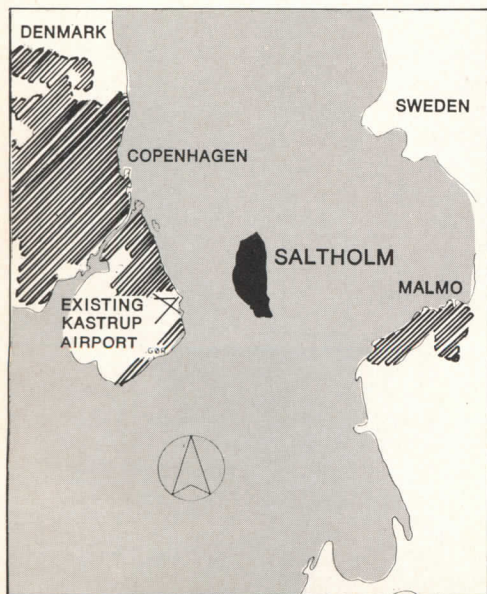 DENMARK
SWEDEN
COPENHAGEN
SALTHOLM
MALMO
EXISTING
KASTRUP
AIRPORT